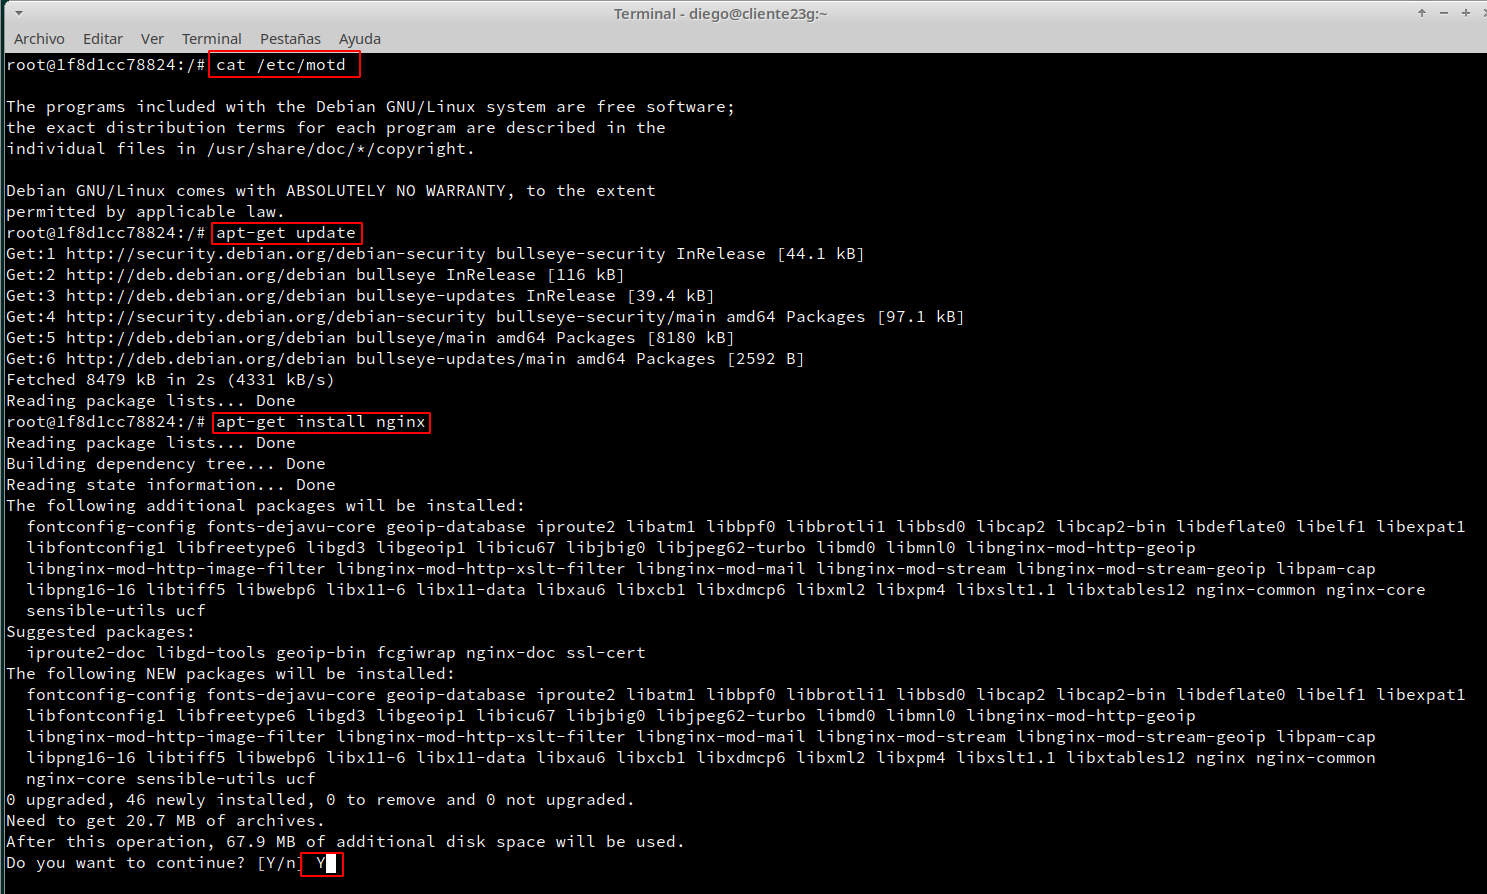 Terminal - diego@cliente23g:~
Archivo Editar Ver Terminal Pestañas Ayuda
root@1f8d1cc78824:/# cat /etc/motd
The programs included with the Debian GNU/Linux system are free software;
the exact distribution terms for each program are described in the
individual files in /usr/share/doc/*/copyright.
Debian GNU/Linux comes with ABSOLUTELY NO WARRANTY, to the extent
permitted by applicable law.
root@1f8d1cc78824:/# apt-get update
Get:1 http://security.debian.org/debian-security bullseye-security InRelease [44.1 kB]
Get:2 http://deb.debian.org/debian bullseye InRelease [116 kB]
Get:3 http://deb.debian.org/debian bullseye-updates InRelease [39.4 kB]
Get:4 http://security.debian.org/debian-security bullseye-security/main amd64 Packages [97.1 kB]
Get:5 http://deb.debian.org/debian bullseye/main amd64 Packages [8180 kB]
Get:6 http://deb.debian.org/debian bullseye-updates/main amd64 Packages [2592 B]
Fetched 8479 kB in 2s (4331 kB/s)
Reading package lists... Done
root@1f8d1cc78824:/# apt-get install nginx
Reading package lists... Done
Building dependency tree... Done
Reading state information... Done
The following additional packages will be installed:
fontconfig-config fonts-dejavu-core geoip-database iproute2 libatm1 libbpf0 libbrotli1 libbsd0 libcap2 libcap2-bin libdeflate0 libelf1 libexpat1
libfontconfig1 libfreetype6 libgd3 libgeoip1 libicu67 libjbig0 libjpeg62-turbo libmd0 libmnl0 libnginx-mod-http-geoip
libnginx-mod-http-image-filter libnginx-mod-http-xslt-filter libnginx-mod-mail libnginx-mod-stream libnginx-mod-stream-geoip libpam-cap
libpng16-16 libtiff5 libwebp6 libx11-6 libx11-data libxau6 libxcb1 libxdmcp6 libxml2 libxpm4 libxslt1.1 libxtables12 nginx-common nginx-core
sensible-utils ucf
Suggested packages:
iproute2-doc libgd-tools geoip-bin fcgiwrap nginx-doc ssl-cert
The following NEW packages will be installed:
fontconfig-config fonts-dejavu-core geoip-database iproute2 libatm1 libbpf0 libbrotli1 libbsd0 libcap2 libcap2-bin libdeflate0 libelf1 libexpat1
libfontconfig1 libfreetype6 libgd3 libgeoip1 libicu67 libjbig0 libjpeg62-turbo libmd0 libmnl0 libnginx-mod-http-geoip
libnginx-mod-http-image-filter libnginx-mod-http-xslt-filter libnginx-mod-mail libnginx-mod-stream libnginx-mod-stream-geoip libpam-cap
libpng16-16 libtiff5 libwebp6 libx11-6 libx11-data libxau6 libxcb1 libxdmcp6 libxml2 libxpm4 libxslt1.1 libxtables12 nginx nginx-common
nginx-core sensible-utils ucf
0 upgraded, 46 newly installed, 0 to remove and 0 not upgraded.
Need to get 20.7 MB of archives.
After this operation, 67.9 MB of additional disk space will be used.
Do you want to continue? [Y/n] Y